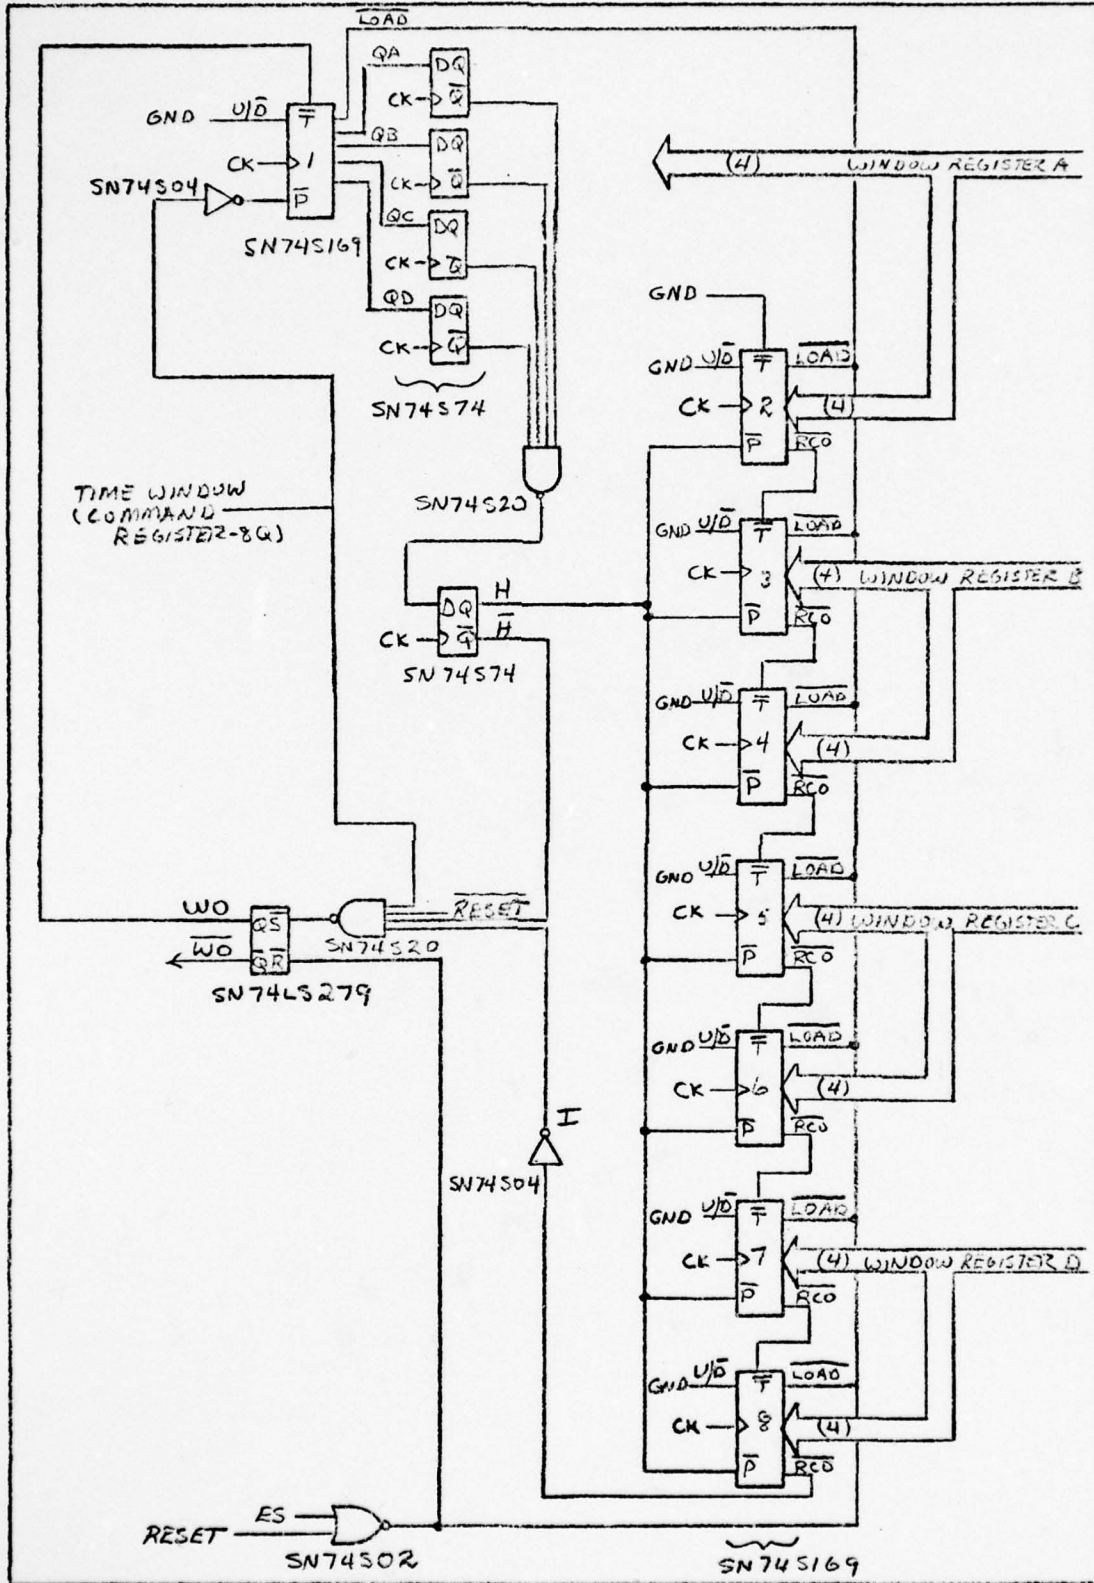 LOAD
QA
DQ
CK Q
GND U/D T
QB
DQ
CK 1
CK Q
SN74S04
P
QC
DQ
SN74S169
CK Q
QD
DQ
CK Q
SN74S74
(4) WINDOW REGISTER A
GND
GND U/D T LOAD
CK 2 (4)
P RCO
SN74S20
TIME WINDOW
(COMMAND
REGISTER-8Q)
GND U/D T LOAD
CK 3 (4) WINDOW REGISTER B
P RCO
DQ H
CK Q H
SN74S74
GND U/D T LOAD
CK 4 (4)
P RCO
GND U/D T LOAD
CK 5 (4) WINDOW REGISTER C
P RCO
WO QS RESET
WO QR SN74S20
SN74LS279
GND U/D T LOAD
CK 6 (4)
P RCO
I
SN74S04
GND U/D T LOAD
CK 7 (4) WINDOW REGISTER D
P RCO
GND U/D T LOAD
CK 8 (4)
P RCO
ES
RESET
SN74S02
SN74S169